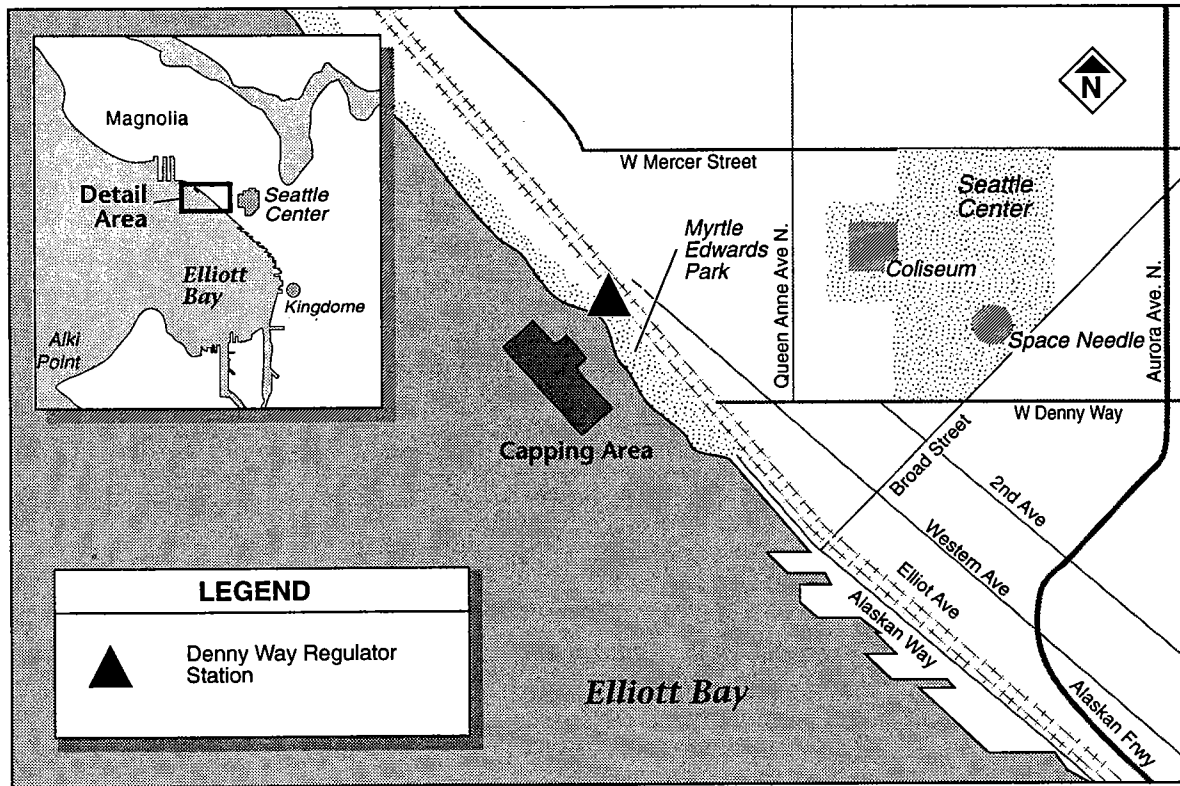 Magnolia
Detail
Area
Seattle
Center
Elliott
Bay
Kingdome
Alki
Point
N
W Mercer Street
Seattle
Center
Myrtle
Edwards
Park
Queen Anne Ave N.
Coliseum
Space Needle
Aurora Ave. N.
W Denny Way
Capping Area
Broad Street
2nd Ave
Western Ave
Elliot Ave
Alaskan Way
Alaskan Frwy
Elliott Bay
LEGEND
Denny Way Regulator
Station